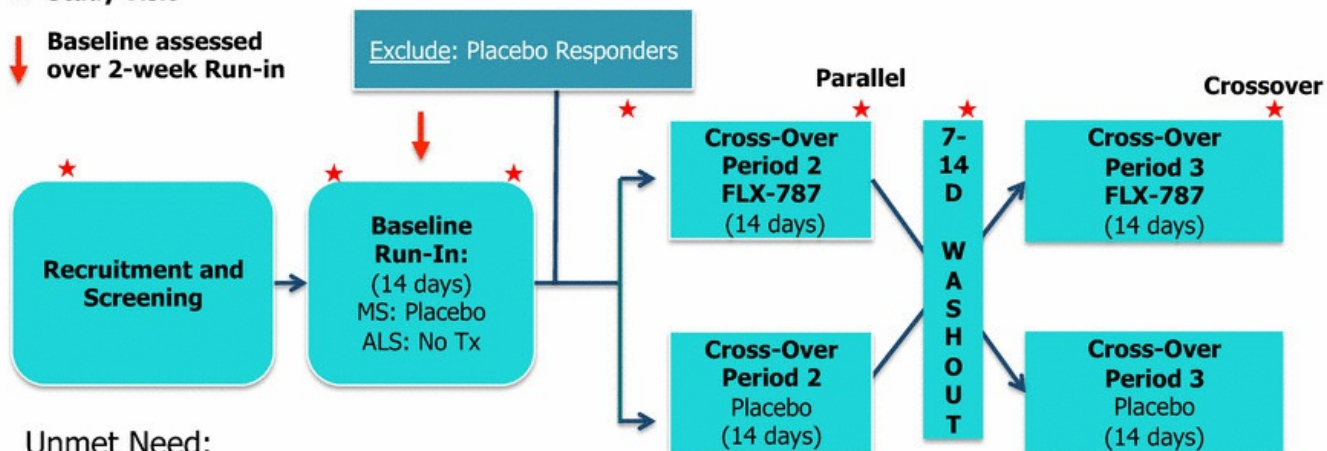 Baseline assessed
over 2-week Run-in
Exclude: Placebo Responders
Parallel
Crossover
Recruitment and
Screening
Baseline
Run-In:
(14 days)
MS: Placebo
ALS: No Tx
Cross-Over
Period 2
FLX-787
(14 days)
Cross-Over
Period 2
Placebo
(14 days)
7-
14
D
W
A
S
H
O
U
T
Cross-Over
Period 3
FLX-787
(14 days)
Cross-Over
Period 3
Placebo
(14 days)
Unmet Need: